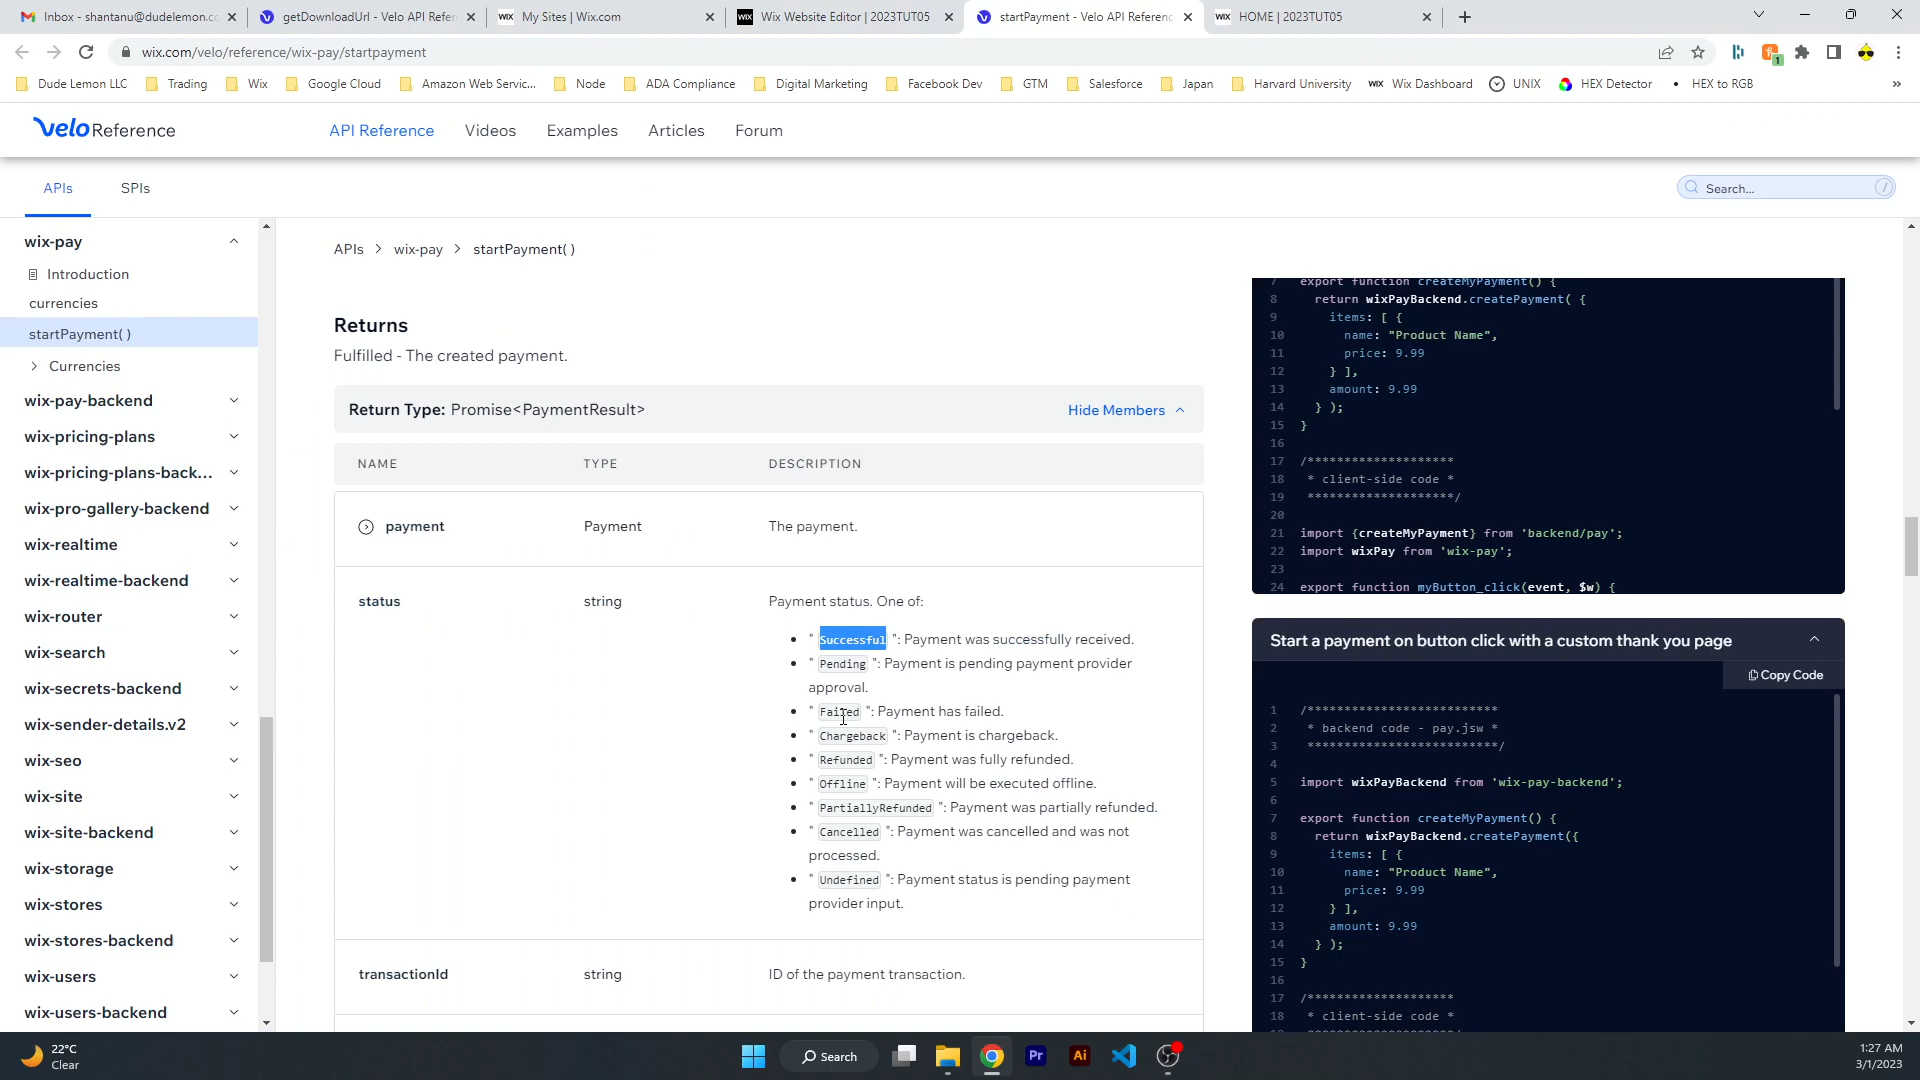 Inbox - shantanu@dudelemon.cc
getDownloadUrl - Velo API Refer
My Sites | Wix.com
Wix Website Editor | 2023TUT05
startPayment - Velo API Referenc
HOME | 2023TUT05
wix.com/velo/reference/wix-pay/startpayment
Dude Lemon LLC
Trading
Wix
Google Cloud
Amazon Web Servic...
Node
ADA Compliance
Digital Marketing
Facebook Dev
GTM
Salesforce
Japan
Harvard University
Wix Dashboard
UNIX
HEX Detector
HEX to RGB
»
velo Reference
API Reference
Videos
Examples
Articles
Forum
APIs
SPIs
Search...
/
wix-pay
Introduction
currencies
startPayment( )
Currencies
wix-pay-backend
wix-pricing-plans
wix-pricing-plans-back...
wix-pro-gallery-backend
wix-realtime
wix-realtime-backend
wix-router
wix-search
wix-secrets-backend
wix-sender-details.v2
wix-seo
wix-site
wix-site-backend
wix-storage
wix-stores
wix-stores-backend
wix-users
wix-users-backend
APIs > wix-pay > startPayment( )
Returns
Fulfilled - The created payment.
Return Type: Promise<PaymentResult>
Hide Members
NAME TYPE DESCRIPTION
payment Payment The payment.
status string Payment status. One of:
• " Successful ": Payment was successfully received.
• " Pending ": Payment is pending payment provider
approval.
• " Failed ": Payment has failed.
• " Chargeback ": Payment is chargeback.
• " Refunded ": Payment was fully refunded.
• " Offline ": Payment will be executed offline.
• " PartiallyRefunded ": Payment was partially refunded.
• " Cancelled ": Payment was cancelled and was not
processed.
• " Undefined ": Payment status is pending payment
provider input.
transactionId string ID of the payment transaction.
7 export function createMyPayment() {
8 return wixPayBackend.createPayment( {
9 items: [ {
10 name: "Product Name",
11 price: 9.99
12 } ],
13 amount: 9.99
14 } );
15 }
16
17 /*********************
18 * client-side code *
19 *********************/
20
21 import {createMyPayment} from 'backend/pay';
22 import wixPay from 'wix-pay';
23
24 export function myButton_click(event, $w) {
Start a payment on button click with a custom thank you page
Copy Code
1 /**************************
2 * backend code - pay.jsw *
3 **************************/
4
5 import wixPayBackend from 'wix-pay-backend';
6
7 export function createMyPayment() {
8 return wixPayBackend.createPayment({
9 items: [ {
10 name: "Product Name",
11 price: 9.99
12 } ],
13 amount: 9.99
14 } );
15 }
16
17 /*********************
18 * client-side code *
22°C
Clear
Search
Pr
Ai
1:27 AM
3/1/2023